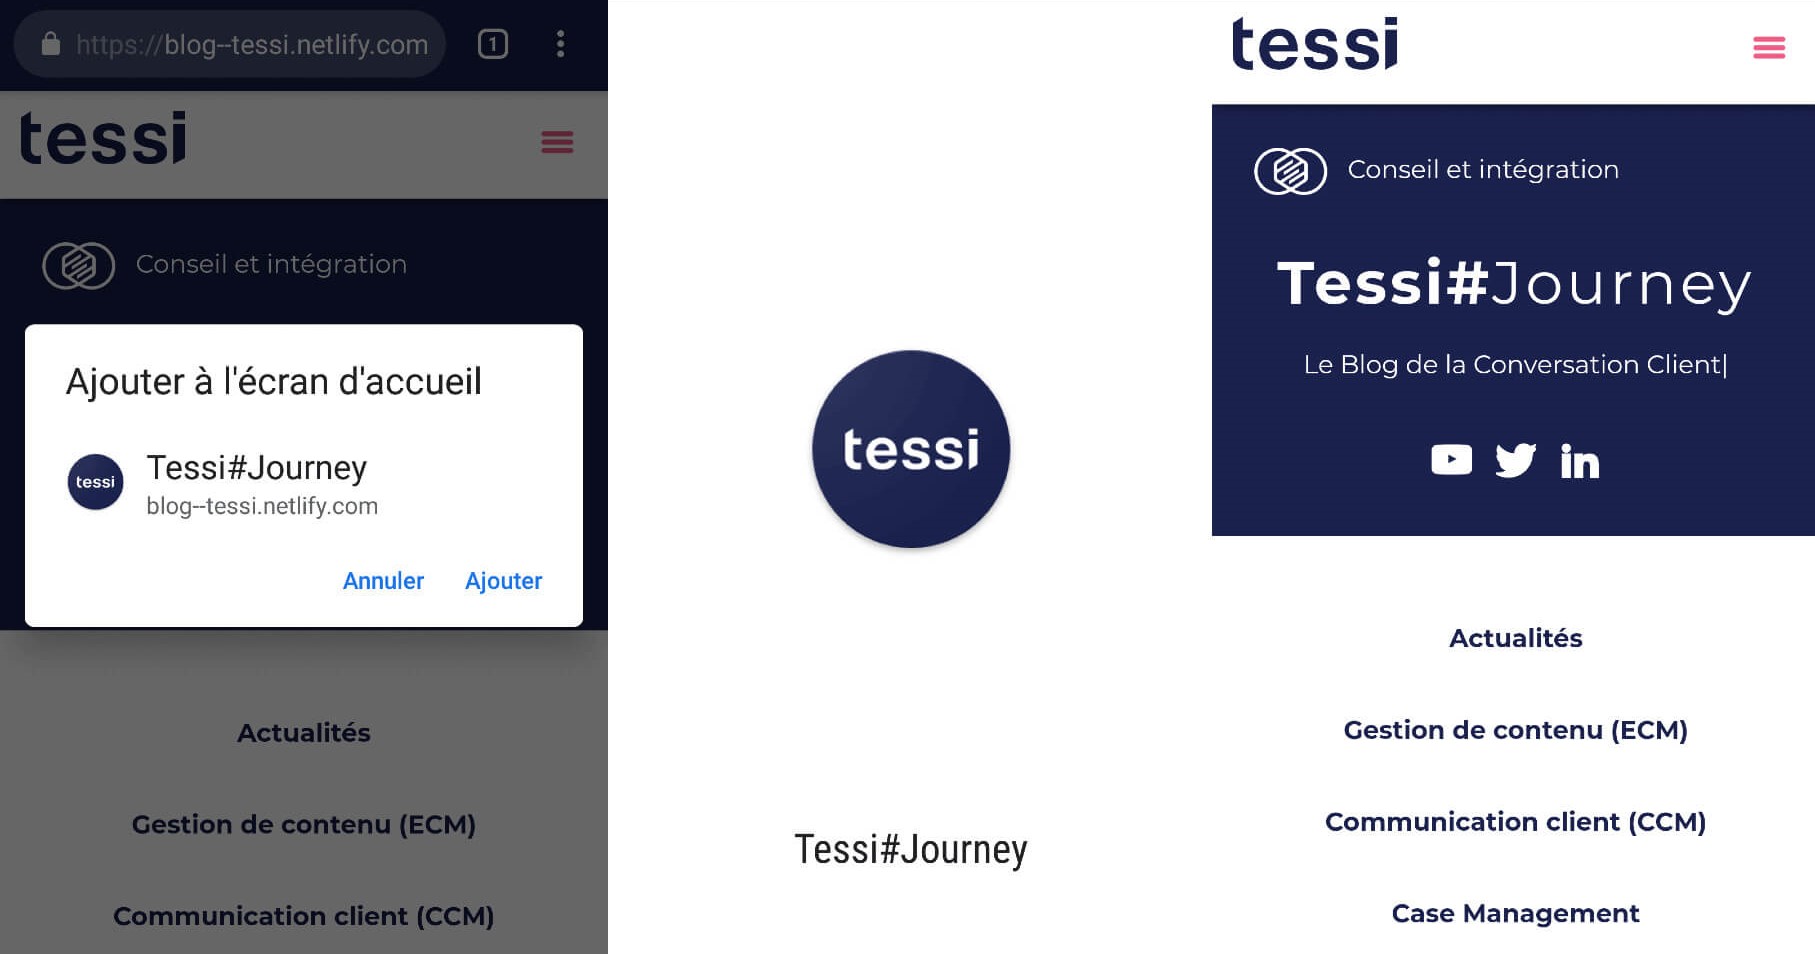 https://blog--tessi.netlify.com
1
tessi
Conseil et intégration
Ajouter à l'écran d'accueil
tessi
Tessi#Journey
blog--tessi.netlify.com
Annuler
Ajouter
Actualités
Gestion de contenu (ECM)
Communication client (CCM)
tessi
Tessi#Journey
tessi
Conseil et intégration
Tessi#Journey
Le Blog de la Conversation Client|
in
Actualités
Gestion de contenu (ECM)
Communication client (CCM)
Case Management